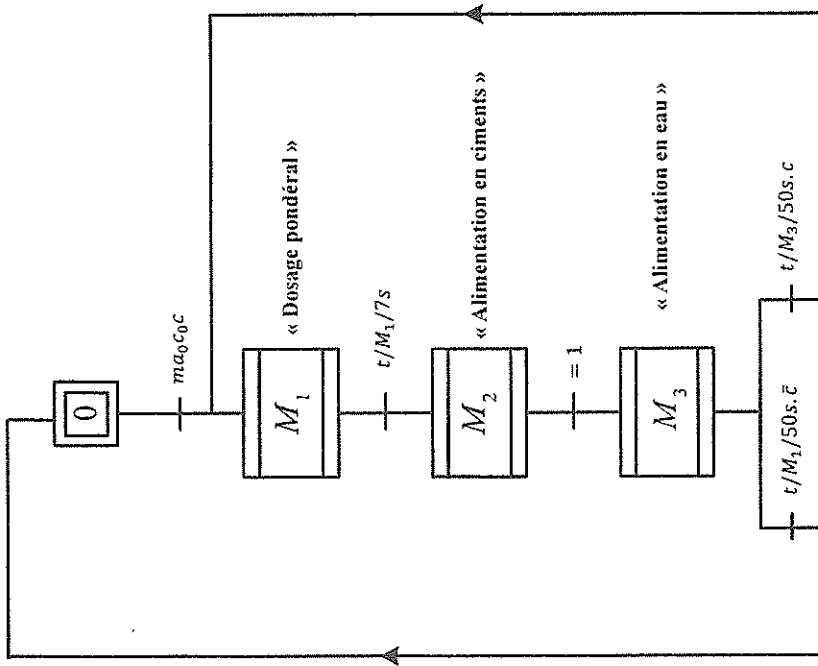 0
ma₀c₀c
M₁
« Dosage pondéral »
t/M₁/7s
M₂
« Alimentation en ciments »
= 1
M₃
« Alimentation en eau »
t/M₁/50s.c̄
t/M₃/50s.c